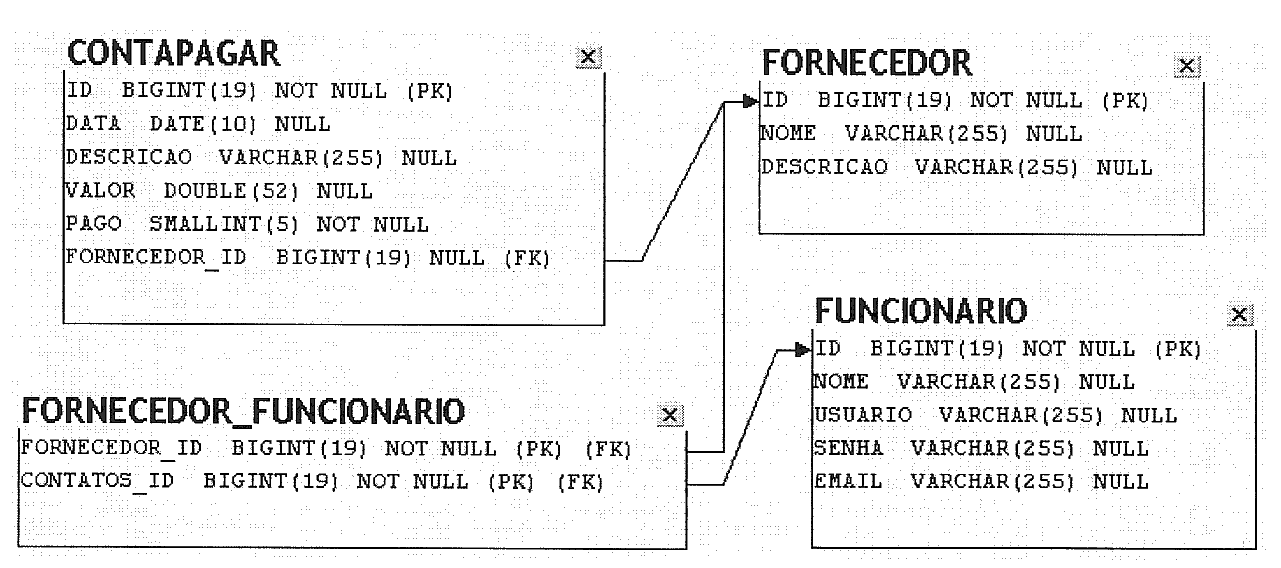 CONTAPAGAR
ID BIGINT(19) NOT NULL (PK)
DATA DATE(10) NULL
DESCRICAO VARCHAR(255) NULL
VALOR DOUBLE(52) NULL
PAGO SMALLINT(5) NOT NULL
FORNECEDOR_ID BIGINT(19) NULL (FK)
FORNECEDOR
ID BIGINT(19) NOT NULL (PK)
NOME VARCHAR(255) NULL
DESCRICAO VARCHAR(255) NULL
FORNECEDOR_FUNCIONARIO
FORNECEDOR_ID BIGINT(19) NOT NULL (PK) (FK)
CONTATOS_ID BIGINT(19) NOT NULL (PK) (FK)
FUNCIONARIO
ID BIGINT(19) NOT NULL (PK)
NOME VARCHAR(255) NULL
USUARIO VARCHAR(255) NULL
SENHA VARCHAR(255) NULL
EMAIL VARCHAR(255) NULL